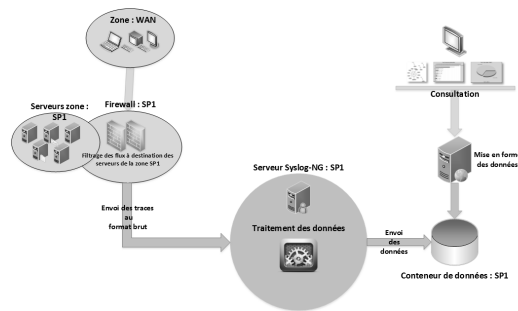 Zone : WAN
Serveurs zone :
SP1
Firewall : SP1
Filtrage des flux à destination des
serveurs de la zone SP1
Envoi des traces
au
format brut
Serveur Syslog-NG : SP1
Traitement des données
Envoi
des
données
Consultation
Mise en form
des données
Conteneur de données : SP1